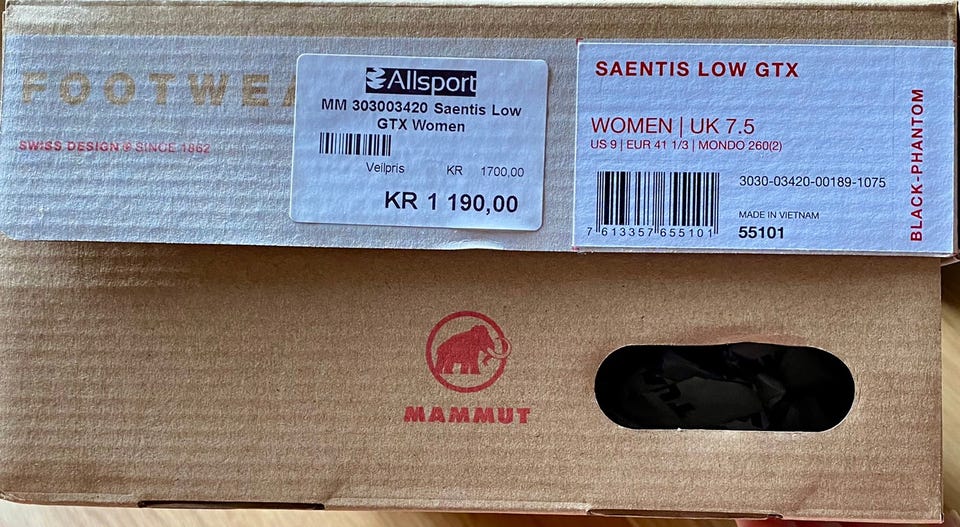 FOOTWEA
SWISS DESIGN SINCE 1862
Allsport
MM 303003420 Saentis Low
GTX Women
Veilpris KR 1700,00
KR 1 190,00
SAENTIS LOW GTX
WOMEN | UK 7.5
US 9 | EUR 41 1/3 | MONDO 260(2)
3030-03420-00189-1075
MADE IN VIETNAM
55101
7 613357 655101
BLACK-PHANTOM
MAMMUT